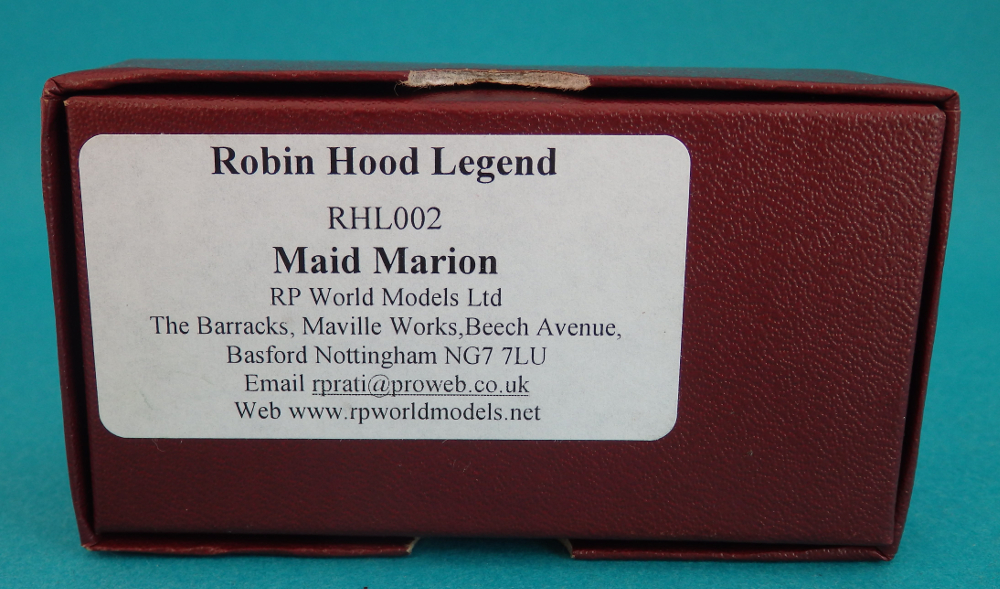 Robin Hood Legend
RHL002
Maid Marion
RP World Models Ltd
The Barracks, Maville Works,Beech Avenue,
Basford Nottingham NG7 7LU
Email rprati@proweb.co.uk
Web www.rpworldmodels.net